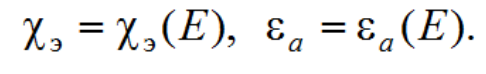 χэ = χэ(E), εa = εa(E).